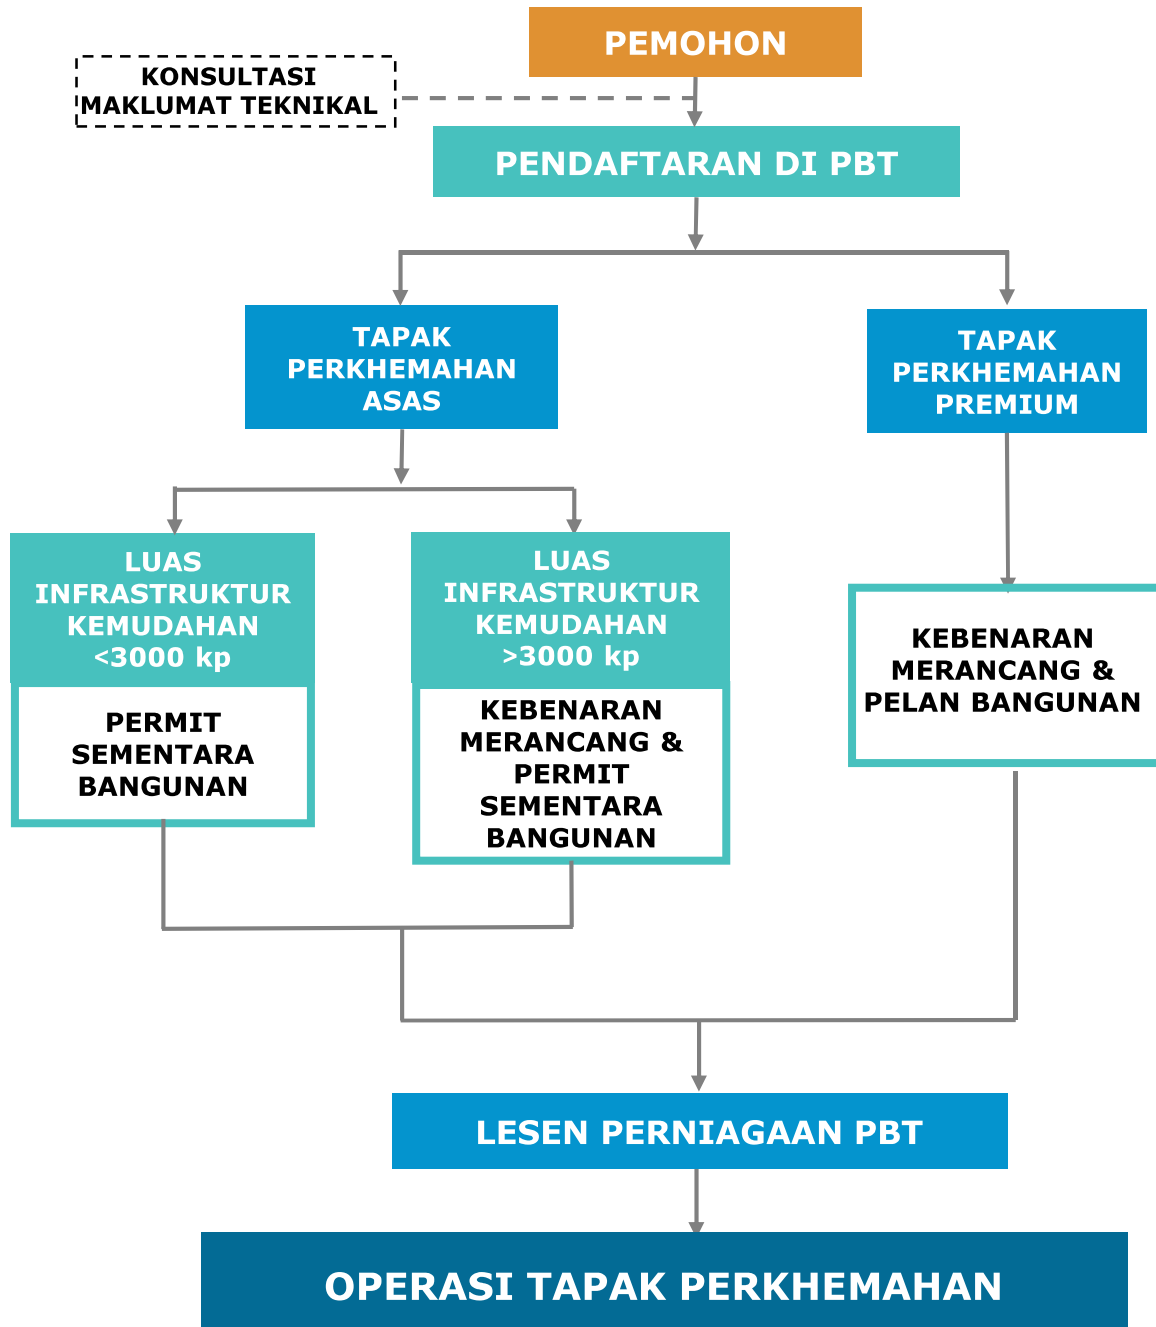 PEMOHON
KONSULTASI
MAKLUMAT TEKNIKAL
PENDAFTARAN DI PBT
TAPAK
PERKHEMAHAN
ASAS
TAPAK
PERKHEMAHAN
PREMIUM
LUAS
INFRASTRUKTUR
KEMUDAHAN
<3000 kp
PERMIT
SEMENTARA
BANGUNAN
LUAS
INFRASTRUKTUR
KEMUDAHAN
>3000 kp
KEBENARAN
MERANCANG &
PERMIT
SEMENTARA
BANGUNAN
KEBENARAN
MERANCANG &
PELAN BANGUNAN
LESEN PERNIAGAAN PBT
OPERASI TAPAK PERKHEMAHAN